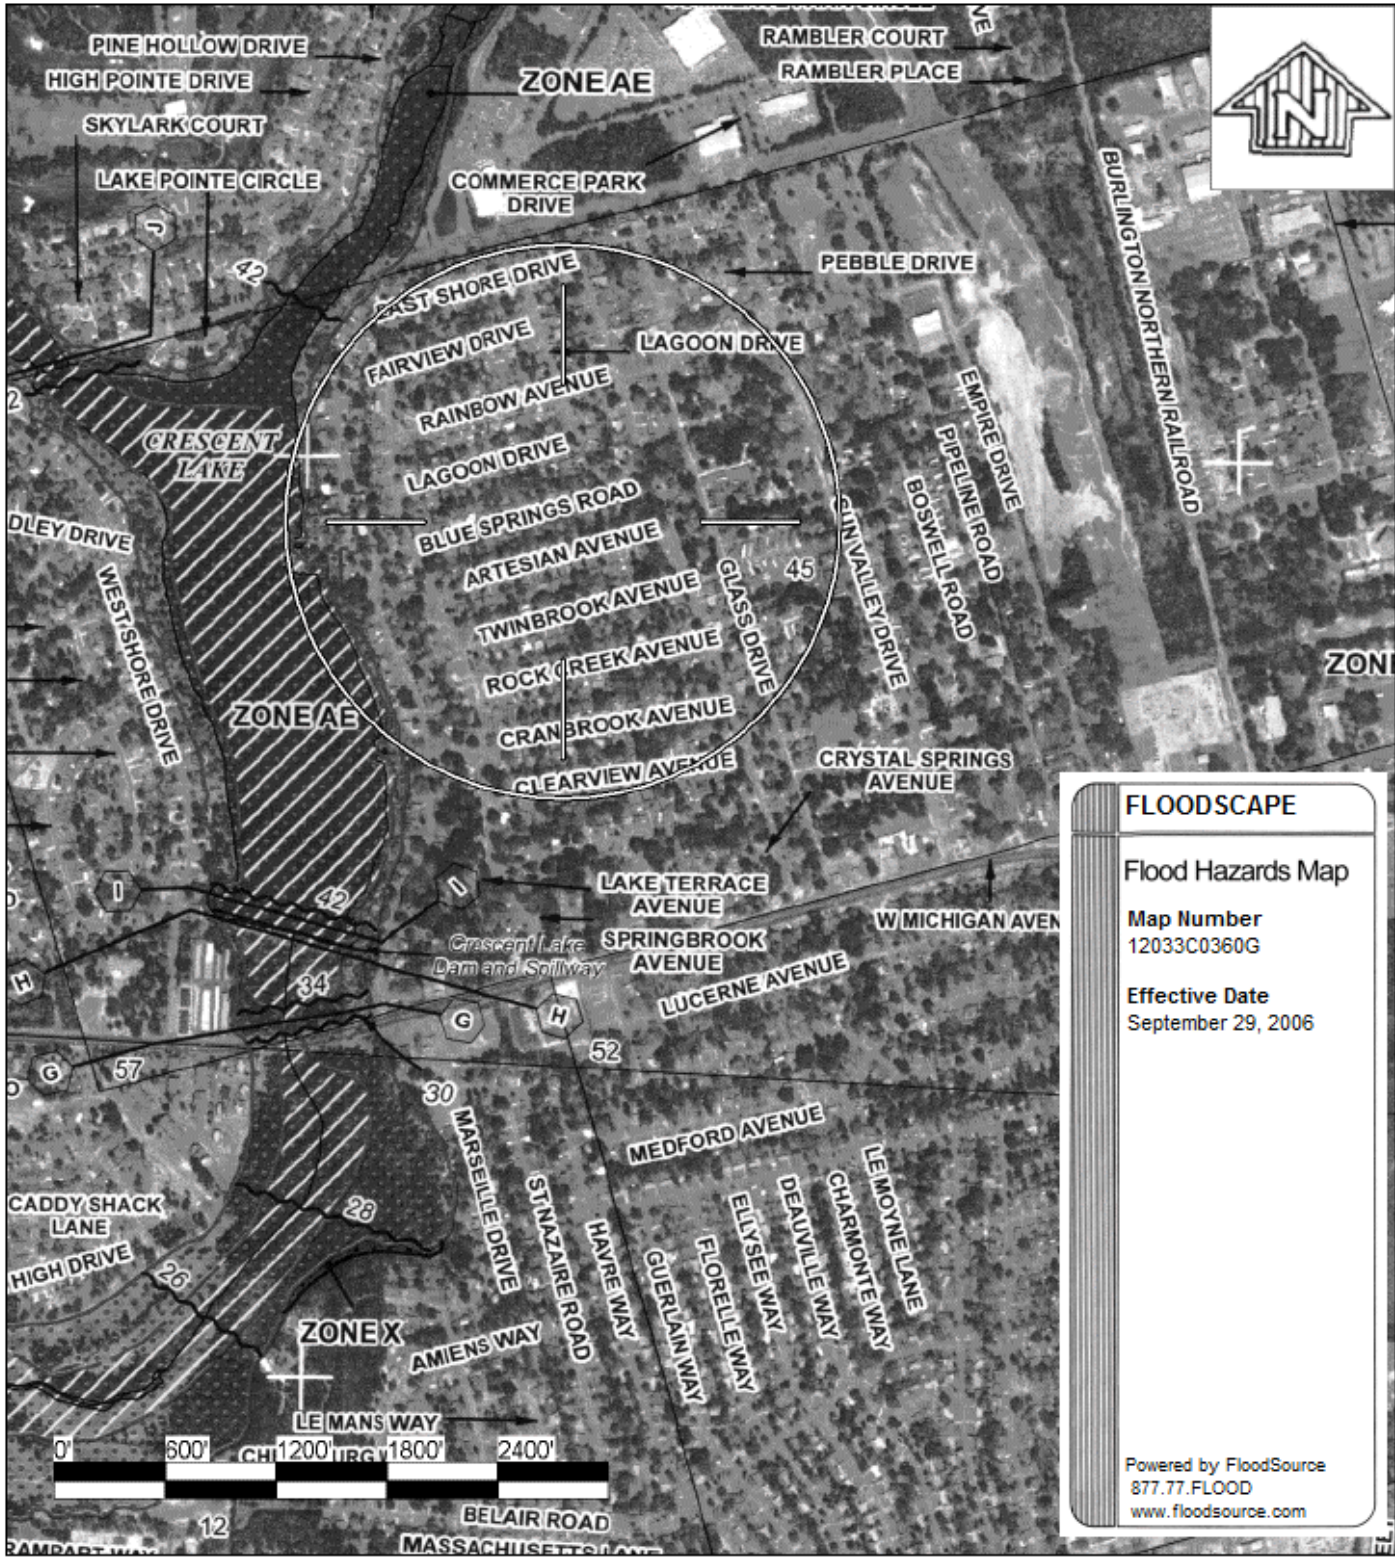 PINE HOLLOW DRIVE
HIGH POINTE DRIVE
SKYLARK COURT
LAKE POINTE CIRCLE
J
42
ZONE AE
RAMBLER COURT
RAMBLER PLACE
N
COMMERCE PARK
DRIVE
BURLINGTON NORTHERN RAILROAD
EAST SHORE DRIVE
PEBBLE DRIVE
FAIRVIEW DRIVE
LAGOON DRIVE
RAINBOW AVENUE
CRESCENT
LAKE
LAGOON DRIVE
EMPIRE DRIVE
PIPELINE ROAD
BOSWELL ROAD
BLUE SPRINGS ROAD
SUN VALLEY DRIVE
ARTESIAN AVENUE
DLEY DRIVE
WEST SHORE DRIVE
45
GLASS DRIVE
TWINBROOK AVENUE
ROCK CREEK AVENUE
ZONE AE
CRANBROOK AVENUE
CLEARVIEW AVENUE
CRYSTAL SPRINGS
AVENUE
I
42
I
LAKE TERRACE
AVENUE
W MICHIGAN AVEN
Crescent Lake
Dam and Spillway
SPRINGBROOK
AVENUE
LUCERNE AVENUE
H
34
G
H
G
57
52
30
MARSEILLE DRIVE
MEDFORD AVENUE
LE MOYNE LANE
CHARMONTE WAY
DEAUVILLE WAY
ELLYSEE WAY
FLORELLE WAY
GUERLAIN WAY
HAVRE WAY
ST NAZAIRE ROAD
CADDY SHACK
LANE
HIGH DRIVE
28
26
ZONE X
AMIENS WAY
LE MANS WAY
0' 600' 1200' 1800' 2400'
12
BELAIR ROAD
MASSACHUSETTS LANE
RAMPART WAY
FLOODSCAPE
Flood Hazards Map
Map Number
12033C0360G
Effective Date
September 29, 2006
Powered by FloodSource
877.77.FLOOD
www.floodsource.com